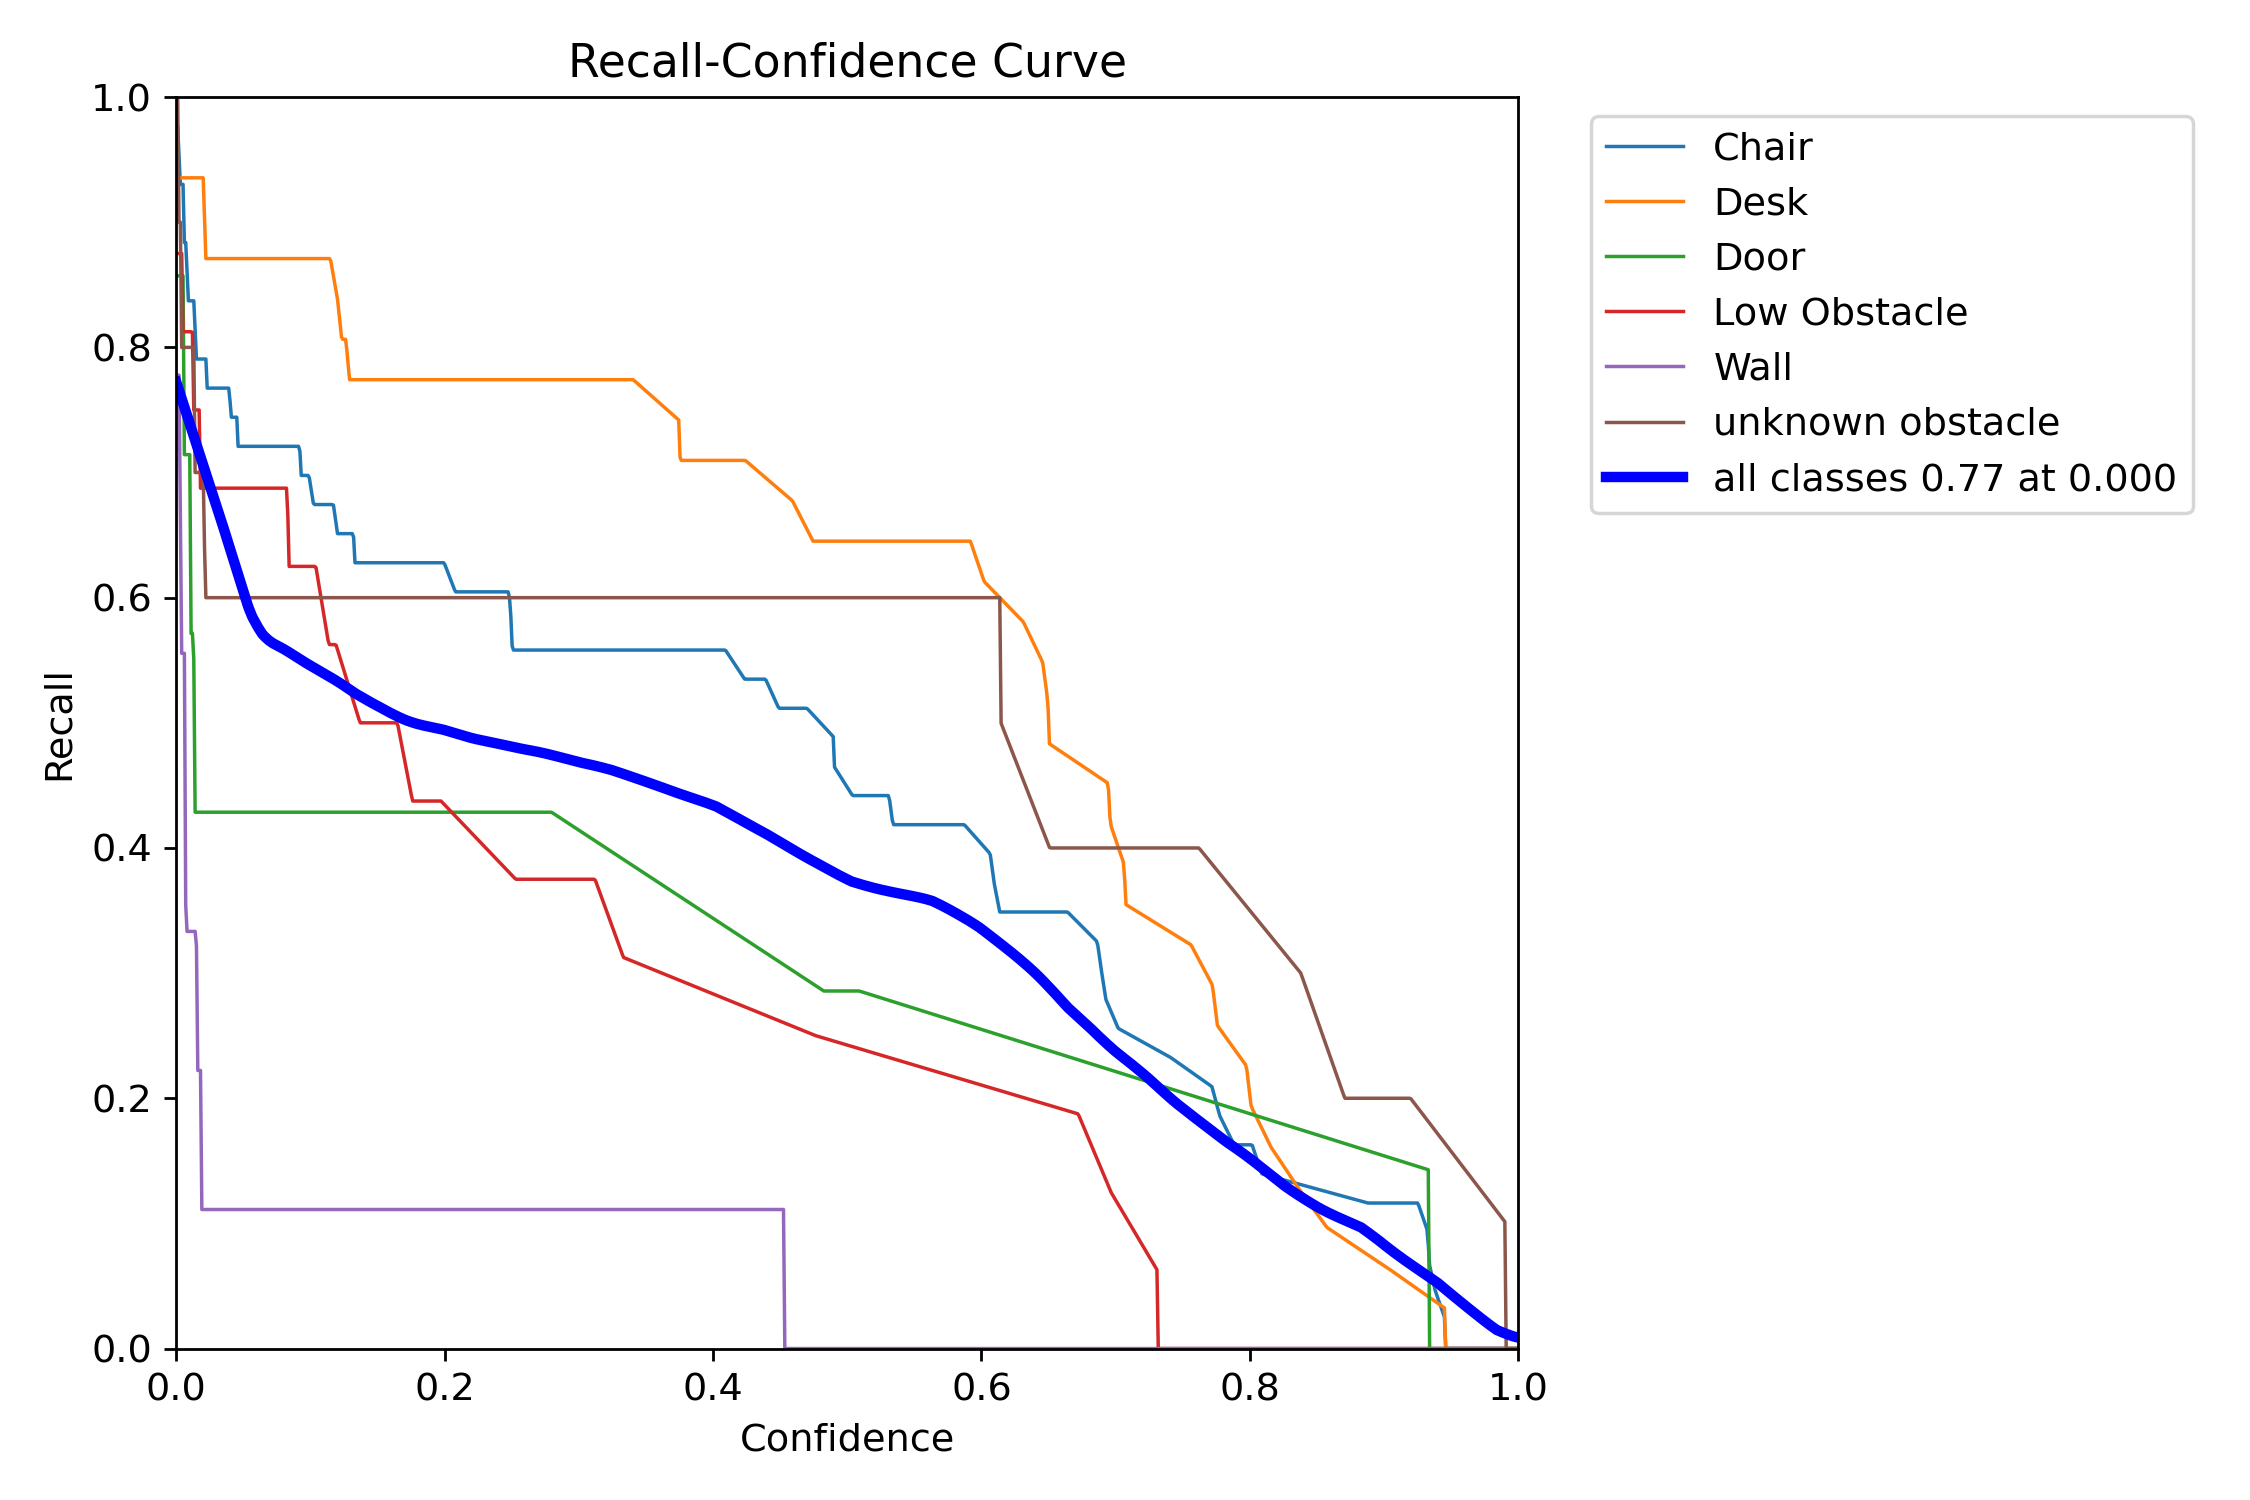 Recall-Confidence Curve
1.0
0.8
0.6
0.4
0.2
0.0
Recall
0.0 0.2 0.4 0.6 0.8 1.0
Confidence
Chair
Desk
Door
Low Obstacle
Wall
unknown obstacle
all classes 0.77 at 0.000